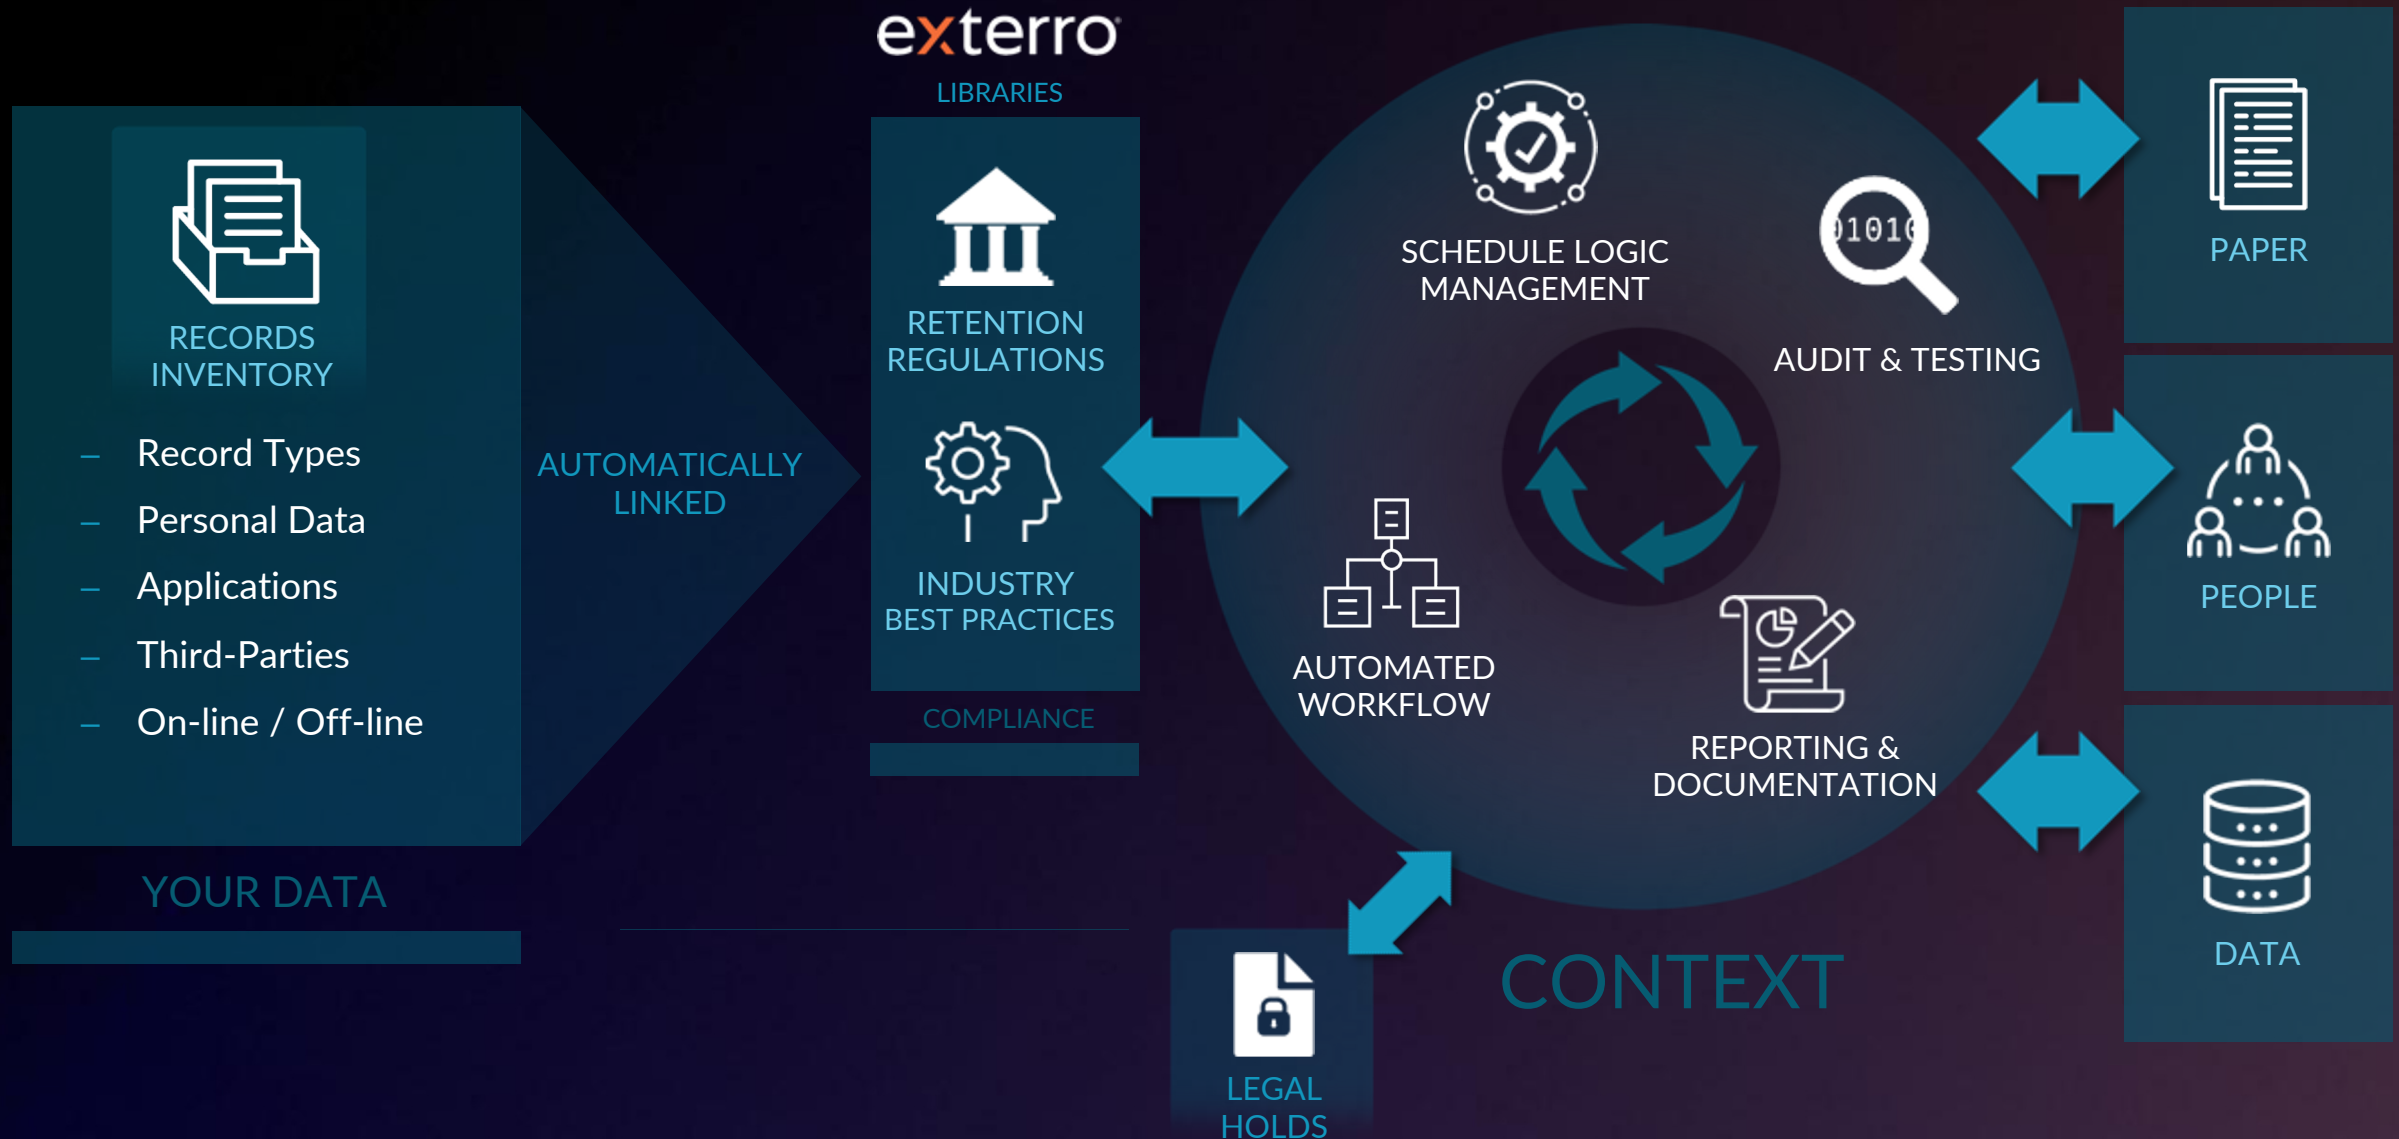 exterro
LIBRARIES
RECORDS
INVENTORY
– Record Types
– Personal Data
– Applications
– Third-Parties
– On-line / Off-line
YOUR DATA
AUTOMATICALLY
LINKED
RETENTION
REGULATIONS
INDUSTRY
BEST PRACTICES
COMPLIANCE
SCHEDULE LOGIC
MANAGEMENT
01010
AUDIT & TESTING
AUTOMATED
WORKFLOW
REPORTING &
DOCUMENTATION
CONTEXT
LEGAL
HOLDS
PAPER
PEOPLE
DATA